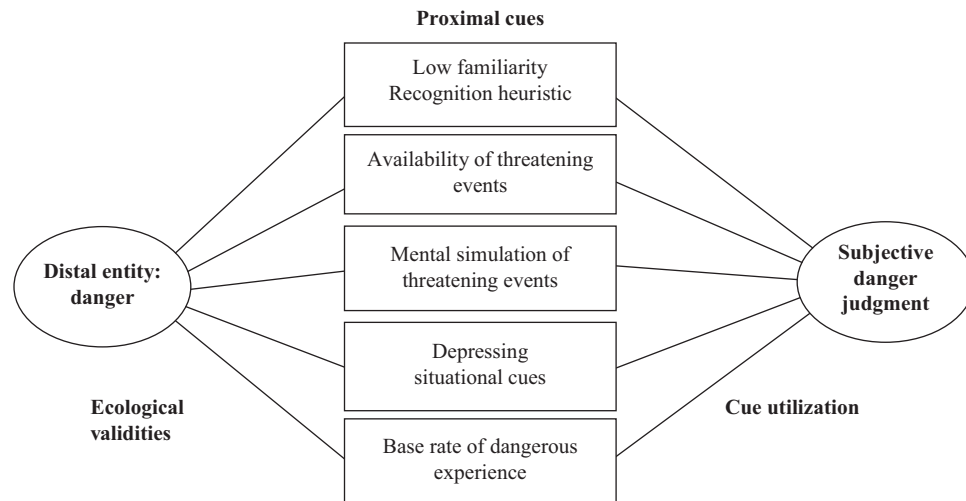 Proximal cues
Low familiarity
Recognition heuristic
Availability of threatening
events
Mental simulation of
threatening events
Distal entity:
danger
Subjective
danger
judgment
Depressing
situational cues
Ecological
validities
Cue utilization
Base rate of dangerous
experience